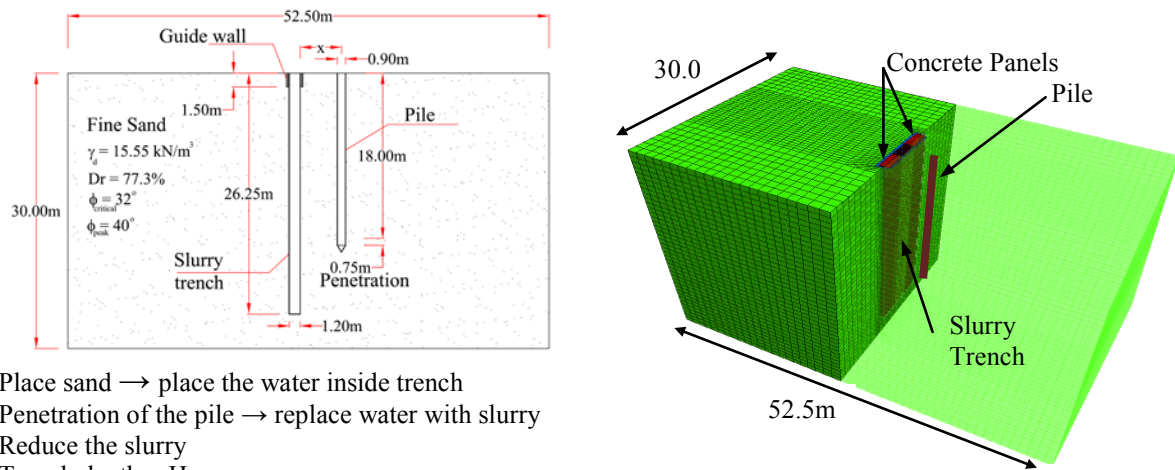 52.50m
Guide wall
x
0.90m
1.50m
Pile
Fine Sand
γd = 15.55 kN/m³
Dr = 77.3%
ϕcritical = 32°
ϕpeak = 40°
18.00m
26.25m
30.00m
Slurry
trench
0.75m
Penetration
1.20m
Place sand → place the water inside trench
Penetration of the pile → replace water with slurry
Reduce the slurry
30.0
Concrete Panels
Pile
Slurry
Trench
52.5m